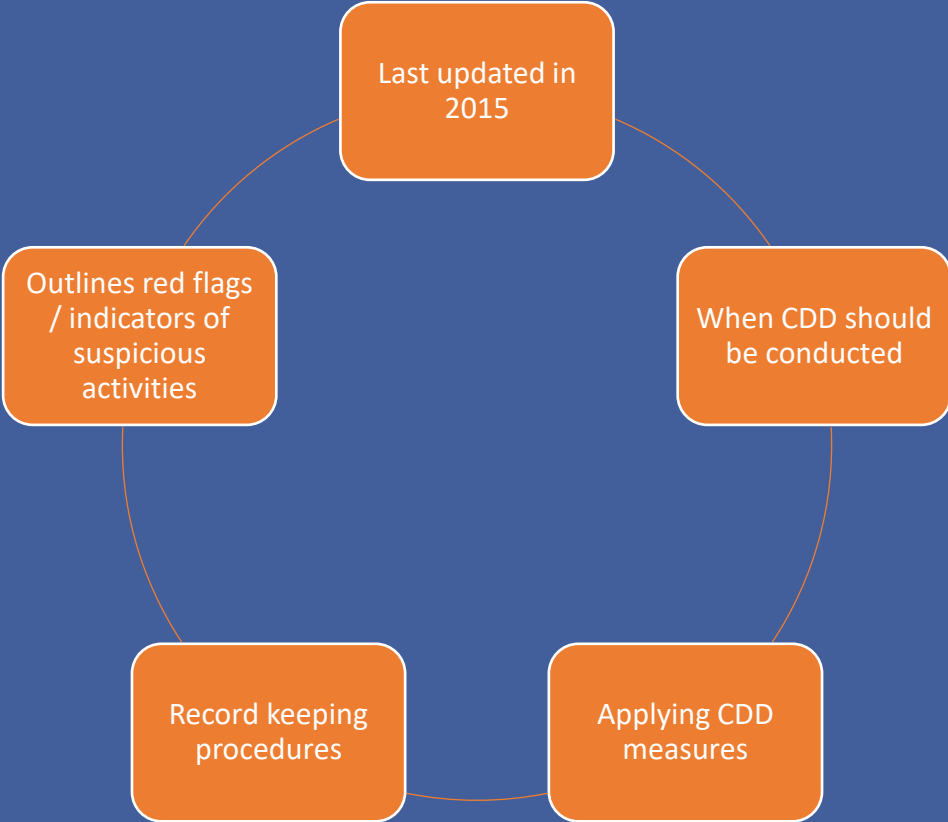 Last updated in
2015
When CDD should
be conducted
Applying CDD
measures
Record keeping
procedures
Outlines red flags
/ indicators of
suspicious
activities